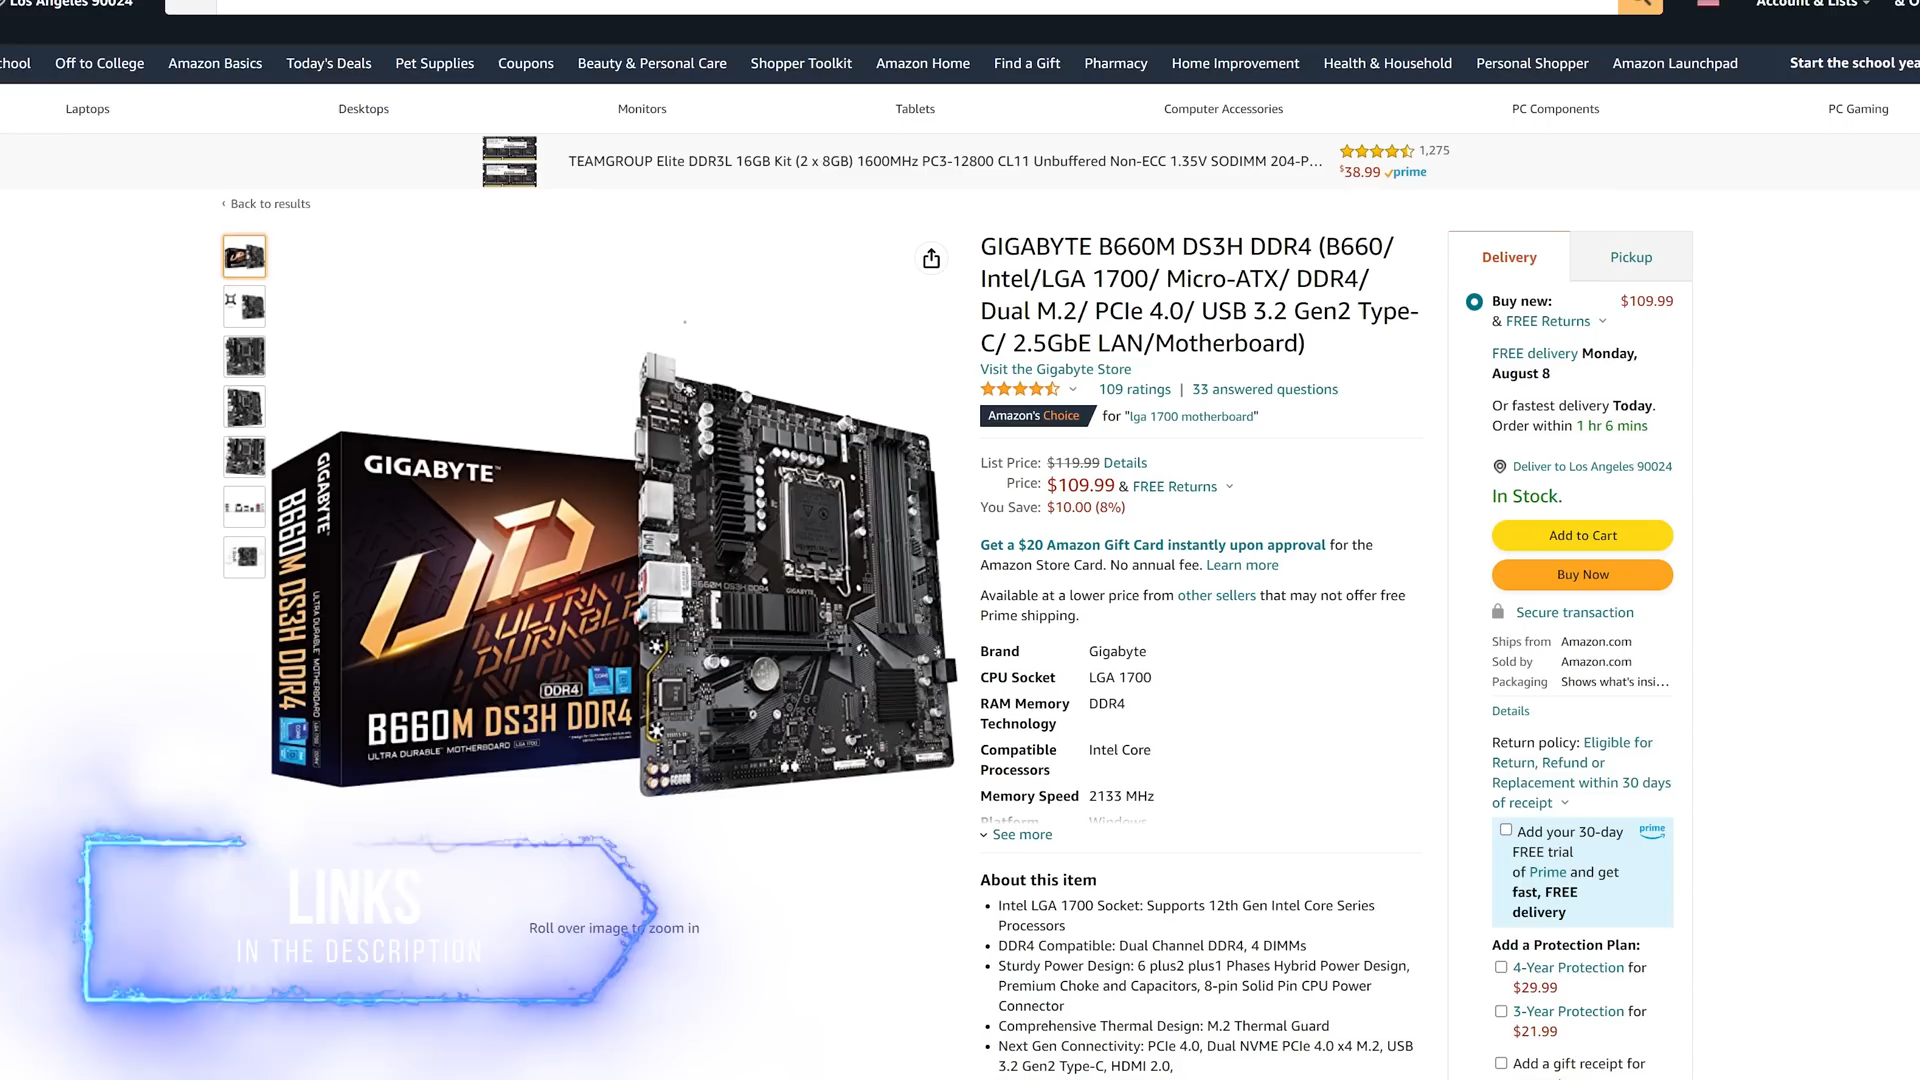 Los Angeles 90024
Account & Lists
chool Off to College Amazon Basics Today's Deals Pet Supplies Coupons Beauty & Personal Care Shopper Toolkit Amazon Home Find a Gift Pharmacy Home Improvement Health & Household Personal Shopper Amazon Launchpad Start the school yea
Laptops Desktops Monitors Tablets Computer Accessories PC Components PC Gaming
TEAMGROUP Elite DDR3L 16GB Kit (2 x 8GB) 1600MHz PC3-12800 CL11 Unbuffered Non-ECC 1.35V SODIMM 204-P...
1,275
$38.99 prime
‹ Back to results
GIGABYTE B660M DS3H DDR4 (B660/
Intel/LGA 1700/ Micro-ATX/ DDR4/
Dual M.2/ PCIe 4.0/ USB 3.2 Gen2 Type-
C/ 2.5GbE LAN/Motherboard)
Visit the Gigabyte Store
109 ratings | 33 answered questions
Amazon's Choice for "lga 1700 motherboard"
List Price: $119.99 Details
Price: $109.99 & FREE Returns
You Save: $10.00 (8%)
Get a $20 Amazon Gift Card instantly upon approval for the
Amazon Store Card. No annual fee. Learn more
Available at a lower price from other sellers that may not offer free
Prime shipping.
Brand Gigabyte
CPU Socket LGA 1700
RAM Memory DDR4
Technology
Compatible Intel Core
Processors
Memory Speed 2133 MHz
Platform Windows
See more
About this item
• Intel LGA 1700 Socket: Supports 12th Gen Intel Core Series
Processors
• DDR4 Compatible: Dual Channel DDR4, 4 DIMMs
• Sturdy Power Design: 6 plus2 plus1 Phases Hybrid Power Design,
Premium Choke and Capacitors, 8-pin Solid Pin CPU Power
Connector
• Comprehensive Thermal Design: M.2 Thermal Guard
• Next Gen Connectivity: PCIe 4.0, Dual NVME PCIe 4.0 x4 M.2, USB
3.2 Gen2 Type-C, HDMI 2.0,
GIGABYTE™
GIGABYTE
B660M DS3H DDR4
ULTRA DURABLE MOTHERBOARD
UD
ULTRA
DURABLE
DDR4
B660M DS3H DDR4
ULTRA DURABLE™ MOTHERBOARD LGA 1700
B660M DS3H DDR4
GIGABYTE
LINKS
IN THE DESCRIPTION
Roll over image to zoom in
Delivery Pickup
Buy new: $109.99
& FREE Returns
FREE delivery Monday,
August 8
Or fastest delivery Today.
Order within 1 hr 6 mins
Deliver to Los Angeles 90024
In Stock.
Add to Cart
Buy Now
Secure transaction
Ships from Amazon.com
Sold by Amazon.com
Packaging Shows what's insi...
Details
Return policy: Eligible for
Return, Refund or
Replacement within 30 days
of receipt
Add your 30-day prime
FREE trial
of Prime and get
fast, FREE
delivery
Add a Protection Plan:
4-Year Protection for
$29.99
3-Year Protection for
$21.99
Add a gift receipt for